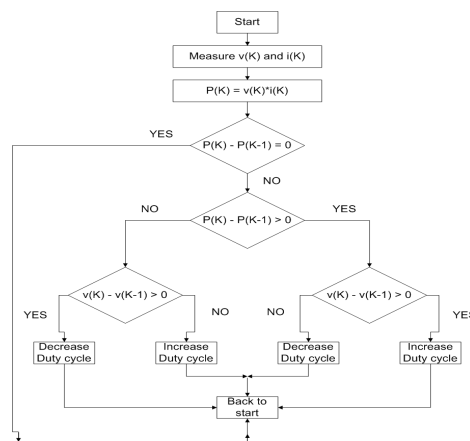 Start
Measure v(K) and i(K)
P(K) = v(K)*i(K)
YES
P(K) - P(K-1) = 0
NO
NO
P(K) - P(K-1) > 0
YES
v(K) - v(K-1) > 0
v(K) - v(K-1) > 0
YES
NO
NO
YES
Decrease
Duty cycle
Increase
Duty cycle
Decrease
Duty cycle
Increase
Duty cycle
Back to
start